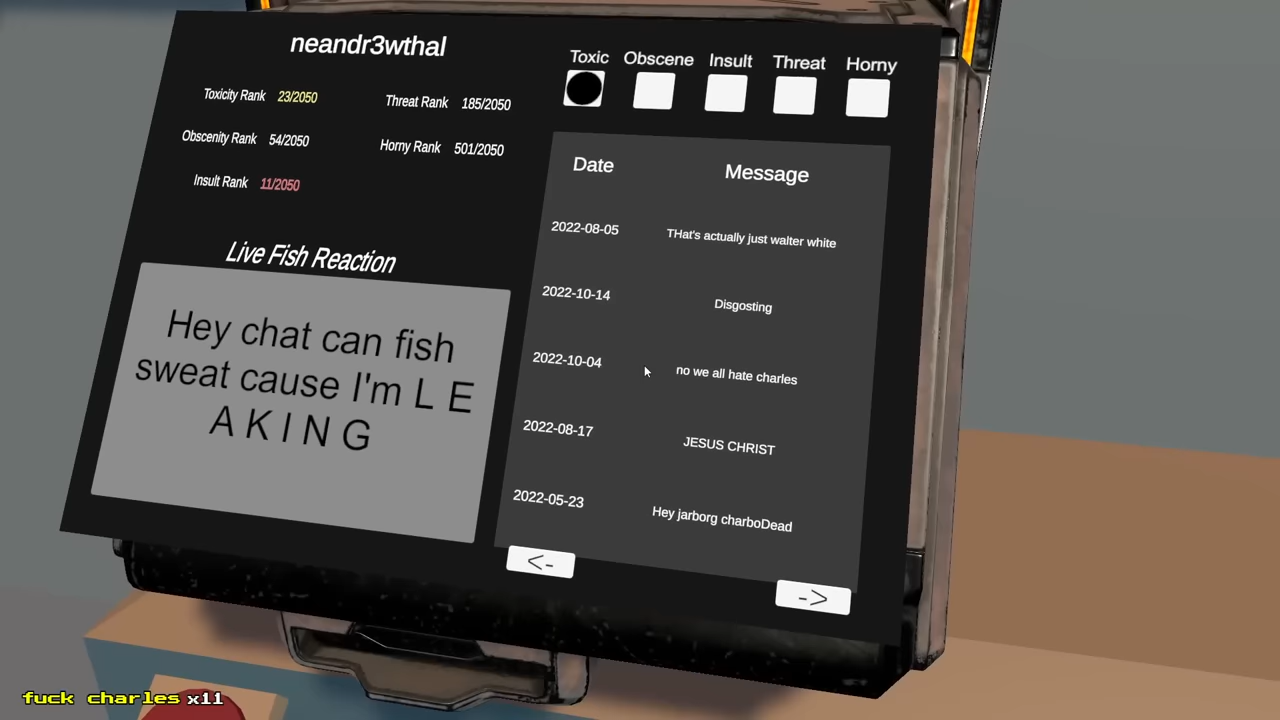 neandr3wthal
Toxicity Rank 23/2050
Threat Rank 185/2050
Obscenity Rank 54/2050
Horny Rank 501/2050
Insult Rank 11/2050
Live Fish Reaction
Hey chat can fish
sweat cause I'm L E
A K I N G
Toxic Obscene Insult Threat Horny
Date Message
2022-08-05 THat's actually just walter white
2022-10-14 Disgosting
2022-10-04 no we all hate charles
2022-08-17 JESUS CHRIST
2022-05-23 Hey jarborg charboDead
<- ->
fuck charles x11